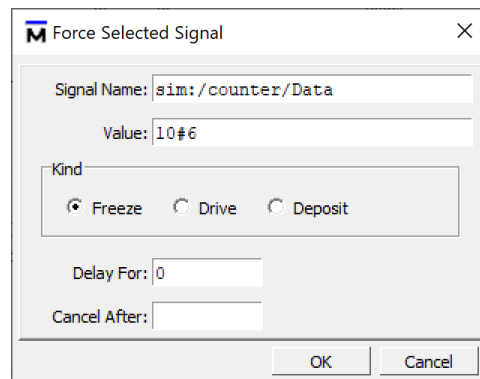 Force Selected Signal
Signal Name: sim:/counter/Data
Value: 10#6
Kind
Freeze Drive Deposit
Delay For: 0
Cancel After:
OK Cancel